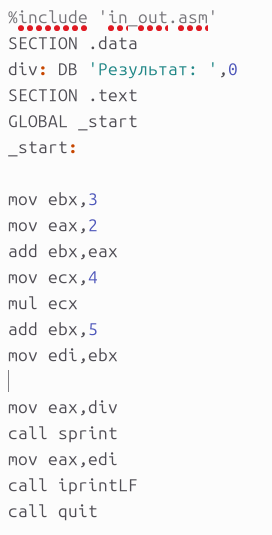 %include 'in_out.asm'
SECTION .data
div: DB 'Результат: ',0
SECTION .text
GLOBAL _start
_start:
mov ebx,3
mov eax,2
add ebx,eax
mov ecx,4
mul ecx
add ebx,5
mov edi,ebx
mov eax,div
call sprint
mov eax,edi
call iprintLF
call quit